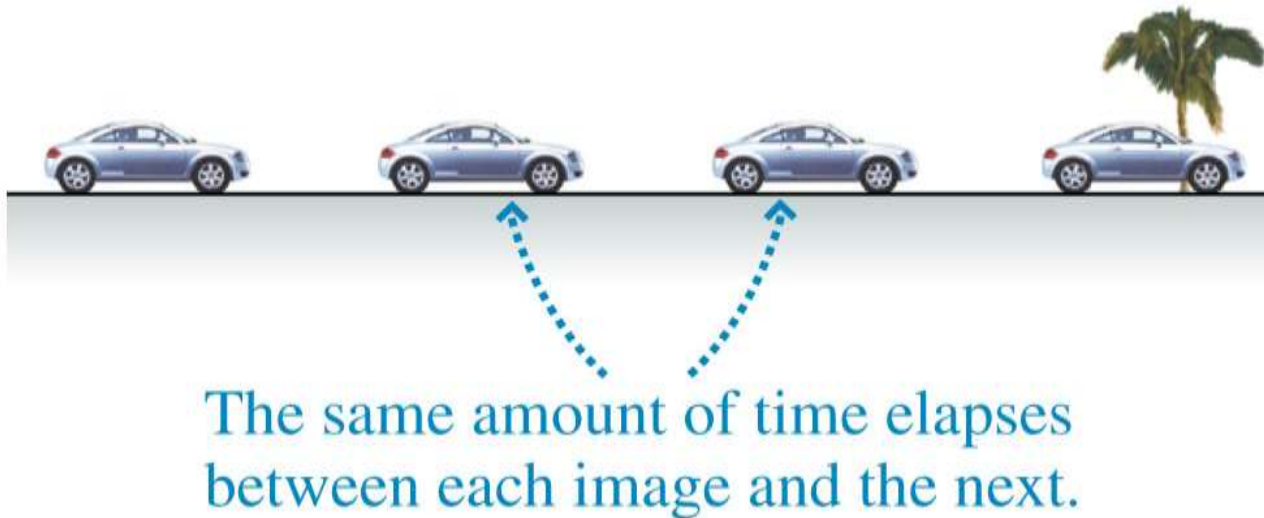 The same amount of time elapses
between each image and the next.